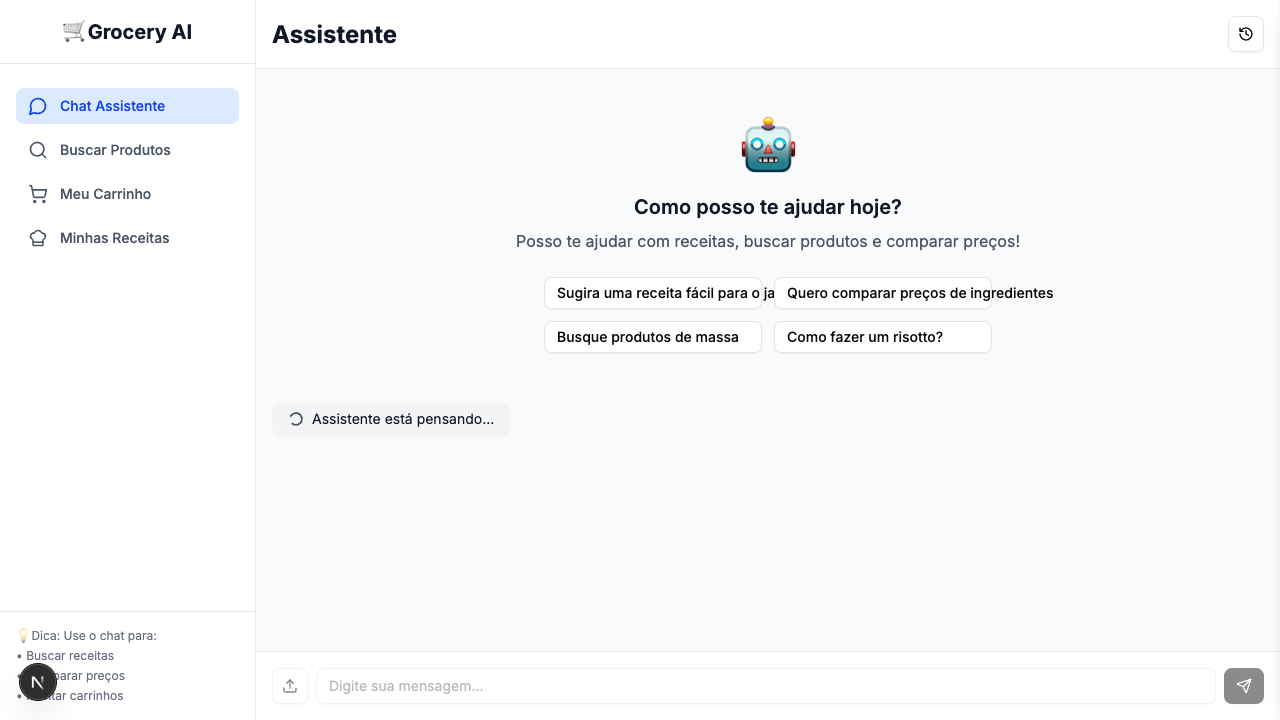 Grocery AI
Chat Assistente
Buscar Produtos
Meu Carrinho
Minhas Receitas
💡Dica: Use o chat para:
• Buscar receitas
parar preços
tar carrinhos
N
Assistente
Como posso te ajudar hoje?
Posso te ajudar com receitas, buscar produtos e comparar preços!
Sugira uma receita fácil para o ja
Quero comparar preços de ingredientes
Busque produtos de massa
Como fazer um risotto?
Assistente está pensando...
Digite sua mensagem...